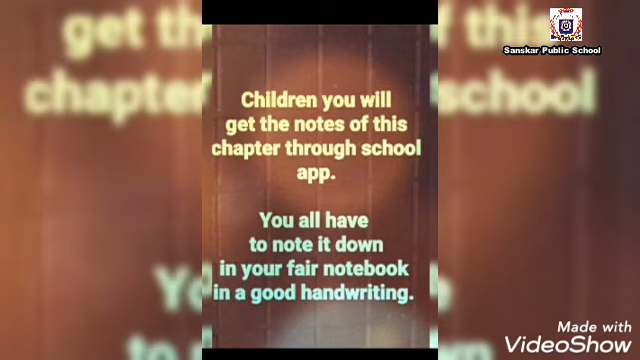 Sanskar Public School
Children you will
get the notes of this
chapter through school
app.
You all have
to note it down
in your fair notebook
in a good handwriting.
Made with
VideoShow